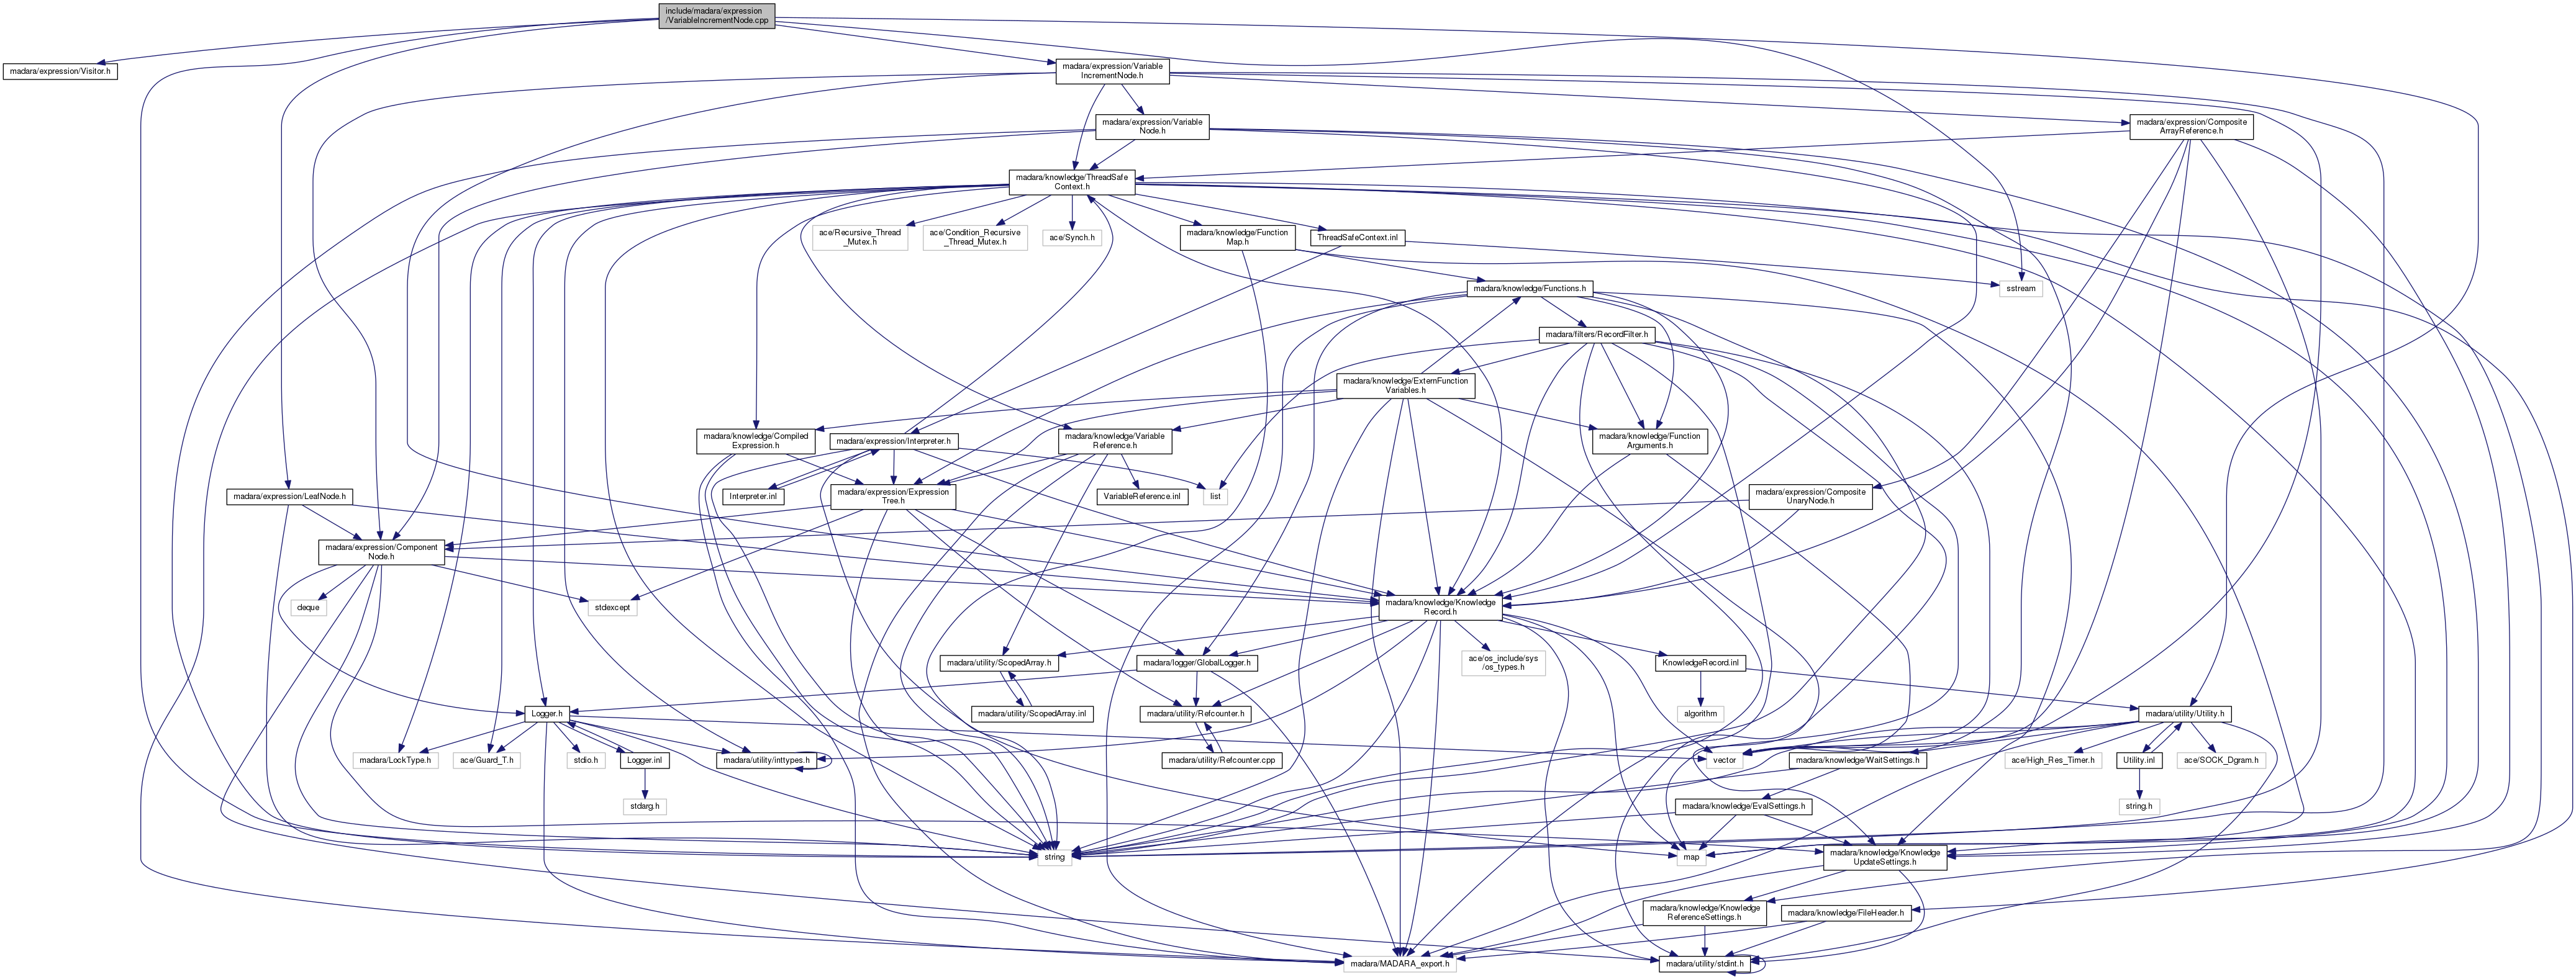 include/madara/expression
/VariableIncrementNode.cpp
madara/expression/Visitor.h
madara/expression/Variable
IncrementNode.h
madara/expression/Variable
Node.h
madara/expression/Composite
ArrayReference.h
madara/knowledge/ThreadSafe
Context.h
ace/Recursive_Thread
_Mutex.h
ace/Condition_Recursive
_Thread_Mutex.h
ace/Synch.h
madara/knowledge/Function
Map.h
ThreadSafeContext.inl
madara/knowledge/Functions.h
sstream
madara/filters/RecordFilter.h
madara/knowledge/ExternFunction
Variables.h
madara/knowledge/Compiled
Expression.h
madara/expression/Interpreter.h
madara/knowledge/Variable
Reference.h
madara/knowledge/Function
Arguments.h
madara/expression/LeafNode.h
Interpreter.inl
madara/expression/Expression
Tree.h
VariableReference.inl
list
madara/expression/Composite
UnaryNode.h
madara/expression/Component
Node.h
deque
stdexcept
madara/knowledge/Knowledge
Record.h
madara/utility/ScopedArray.h
madara/logger/GlobalLogger.h
ace/os_include/sys
/os_types.h
KnowledgeRecord.inl
Logger.h
madara/utility/ScopedArray.inl
madara/utility/Refcounter.h
algorithm
madara/utility/Utility.h
madara/LockType.h
ace/Guard_T.h
stdio.h
Logger.inl
madara/utility/inttypes.h
madara/utility/Refcounter.cpp
vector
madara/knowledge/WaitSettings.h
ace/High_Res_Timer.h
Utility.inl
ace/SOCK_Dgram.h
stdarg.h
madara/knowledge/EvalSettings.h
string.h
string
map
madara/knowledge/Knowledge
UpdateSettings.h
madara/knowledge/Knowledge
ReferenceSettings.h
madara/knowledge/FileHeader.h
madara/MADARA_export.h
madara/utility/stdint.h